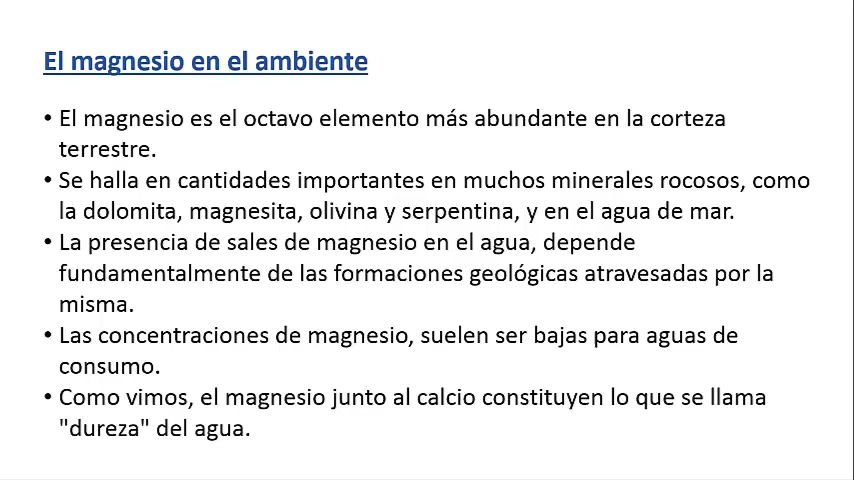 El magnesio en el ambiente
• El magnesio es el octavo elemento más abundante en la corteza
terrestre.
• Se halla en cantidades importantes en muchos minerales rocosos, como
la dolomita, magnesita, olivina y serpentina, y en el agua de mar.
• La presencia de sales de magnesio en el agua, depende
fundamentalmente de las formaciones geológicas atravesadas por la
misma.
• Las concentraciones de magnesio, suelen ser bajas para aguas de
consumo.
• Como vimos, el magnesio junto al calcio constituyen lo que se llama
"dureza" del agua.